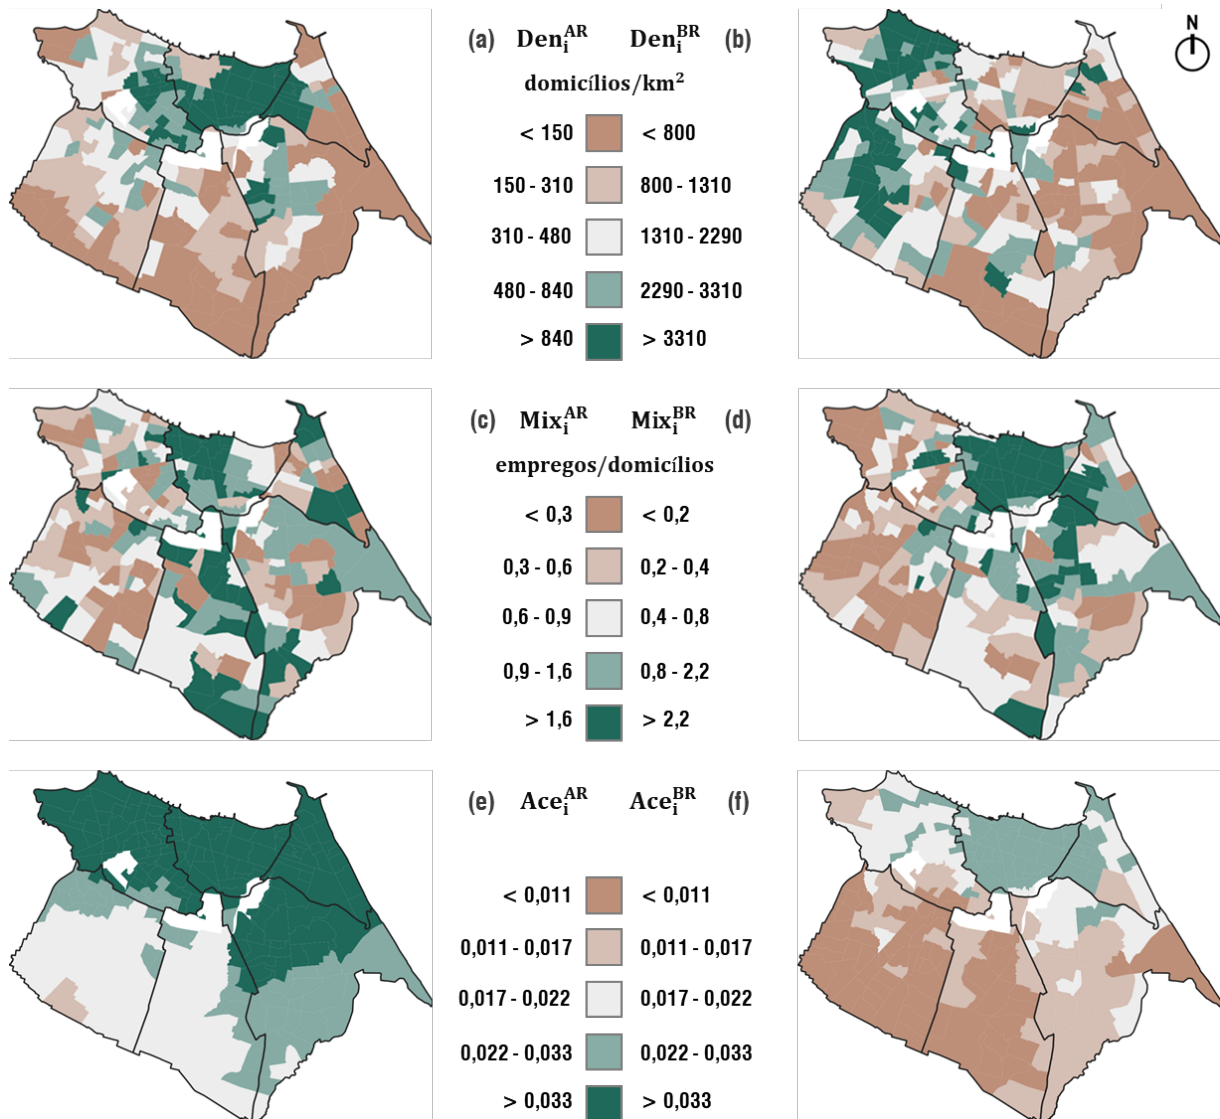 (a) Den_i^AR Den_i^BR (b)
N
domicílios/km²
< 150 < 800
150 - 310 800 - 1310
310 - 480 1310 - 2290
480 - 840 2290 - 3310
> 840 > 3310
(c) Mix_i^AR Mix_i^BR (d)
empregos/domicílios
< 0,3 < 0,2
0,3 - 0,6 0,2 - 0,4
0,6 - 0,9 0,4 - 0,8
0,9 - 1,6 0,8 - 2,2
> 1,6 > 2,2
(e) Ace_i^AR Ace_i^BR (f)
< 0,011 < 0,011
0,011 - 0,017 0,011 - 0,017
0,017 - 0,022 0,017 - 0,022
0,022 - 0,033 0,022 - 0,033
> 0,033 > 0,033